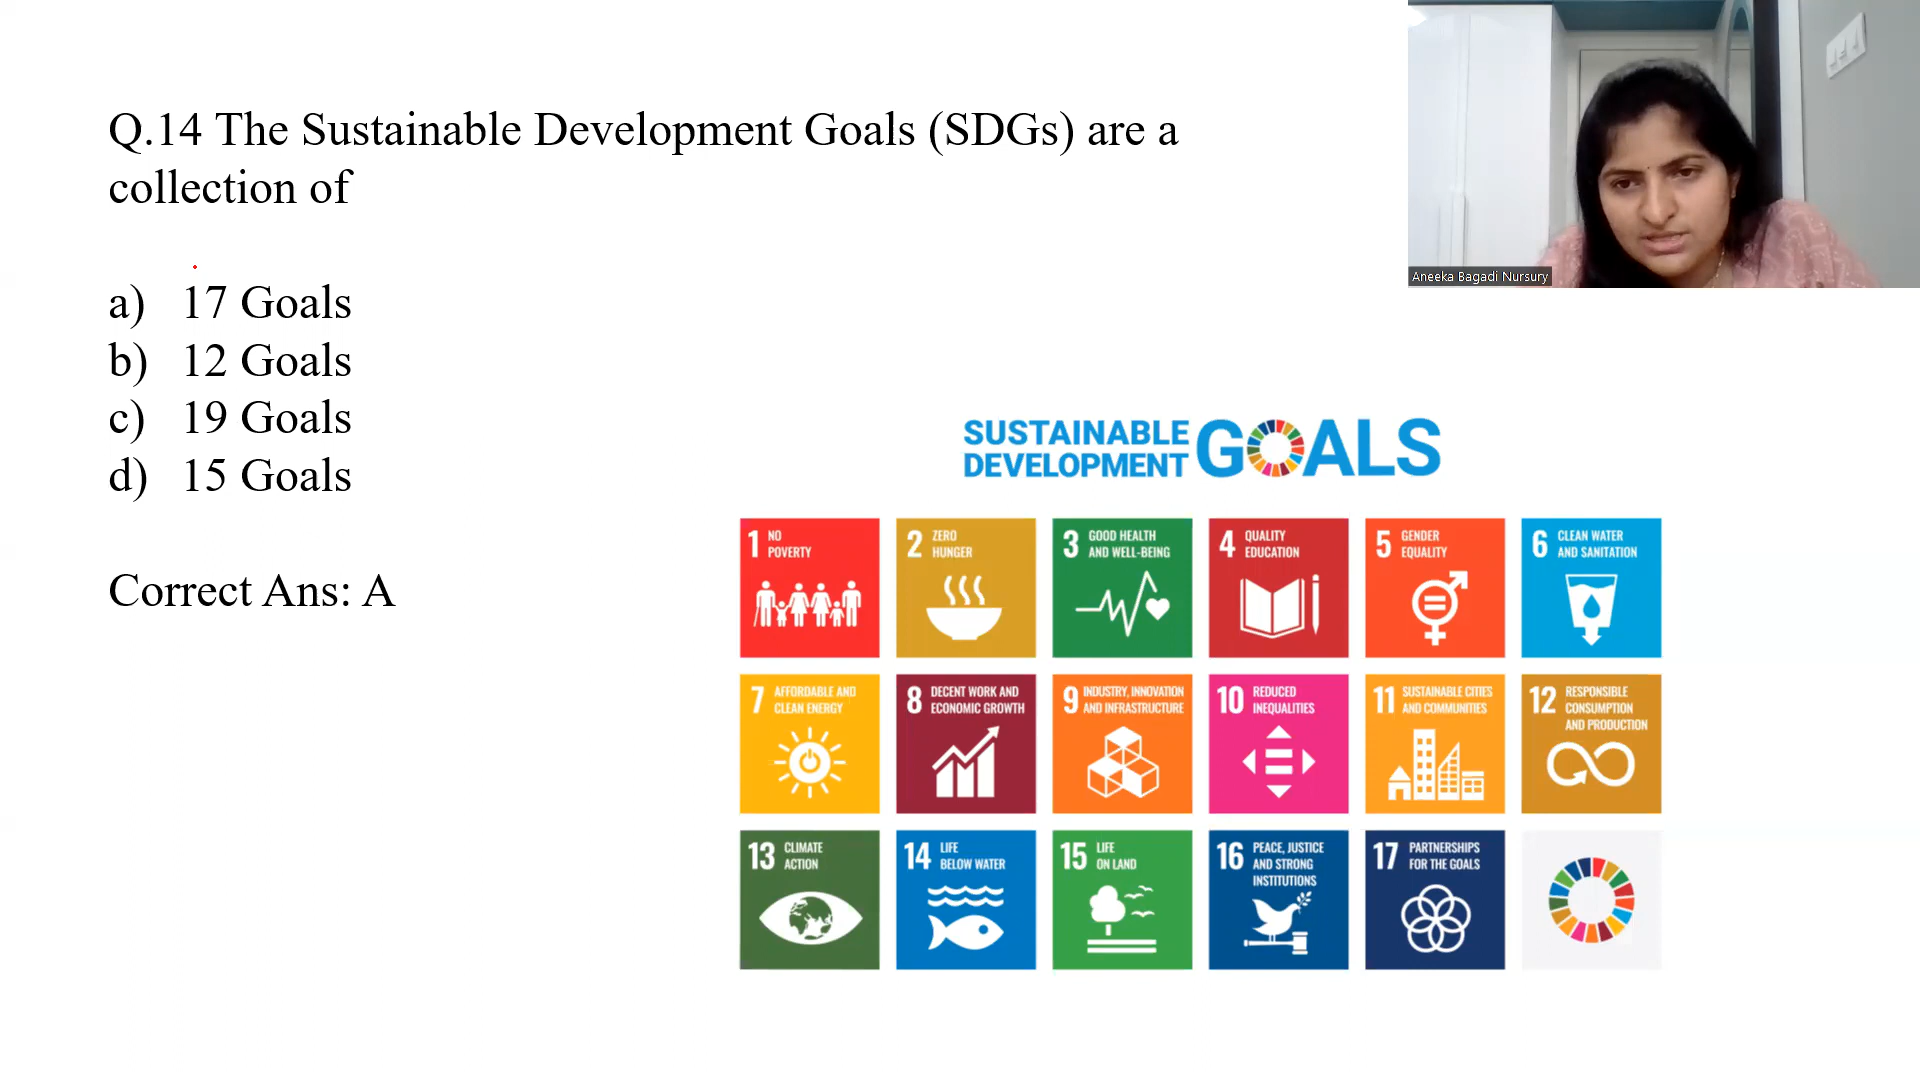 Q.14 The Sustainable Development Goals (SDGs) are a
collection of
a) 17 Goals
b) 12 Goals
c) 19 Goals
d) 15 Goals
Correct Ans: A
Aneeka Bagadi Nursury
SUSTAINABLE
DEVELOPMENT
GOALS
1 NO
POVERTY
2 ZERO
HUNGER
3 GOOD HEALTH
AND WELL-BEING
4 QUALITY
EDUCATION
5 GENDER
EQUALITY
6 CLEAN WATER
AND SANITATION
7 AFFORDABLE AND
CLEAN ENERGY
8 DECENT WORK AND
ECONOMIC GROWTH
9 INDUSTRY, INNOVATION
AND INFRASTRUCTURE
10 REDUCED
INEQUALITIES
11 SUSTAINABLE CITIES
AND COMMUNITIES
12 RESPONSIBLE
CONSUMPTION
AND PRODUCTION
13 CLIMATE
ACTION
14 LIFE
BELOW WATER
15 LIFE
ON LAND
16 PEACE, JUSTICE
AND STRONG
INSTITUTIONS
17 PARTNERSHIPS
FOR THE GOALS